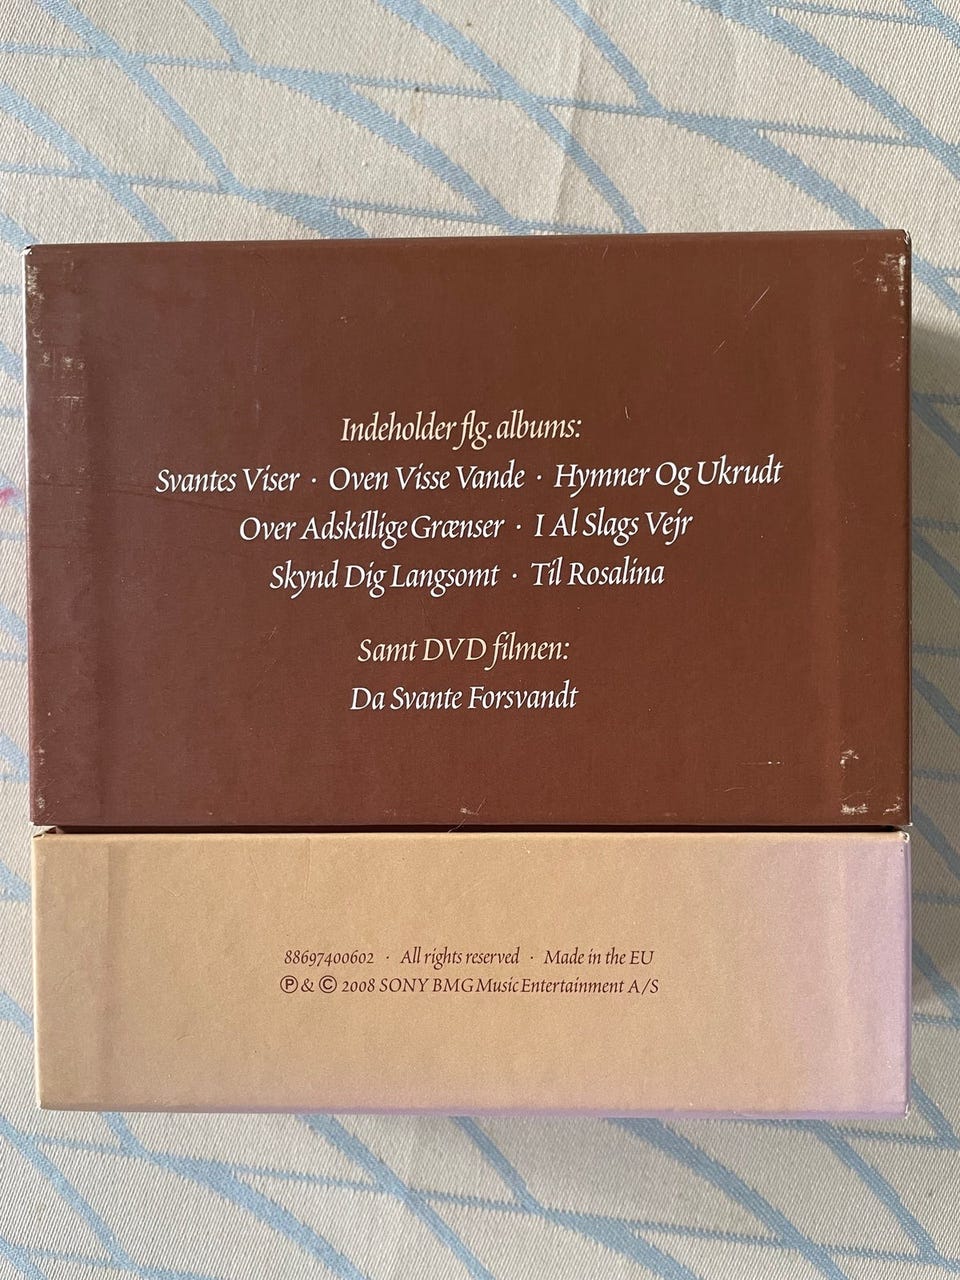 Indeholder flg. albums:
Svantes Viser · Oven Visse Vande · Hymner Og Ukrudt
Over Adskillige Grænser · I Al Slags Vejr
Skynd Dig Langsomt · Til Rosalina
Samt DVD filmen:
Da Svante Forsvandt
88697400602 · All rights reserved · Made in the EU
℗ & © 2008 SONY BMG Music Entertainment A/S